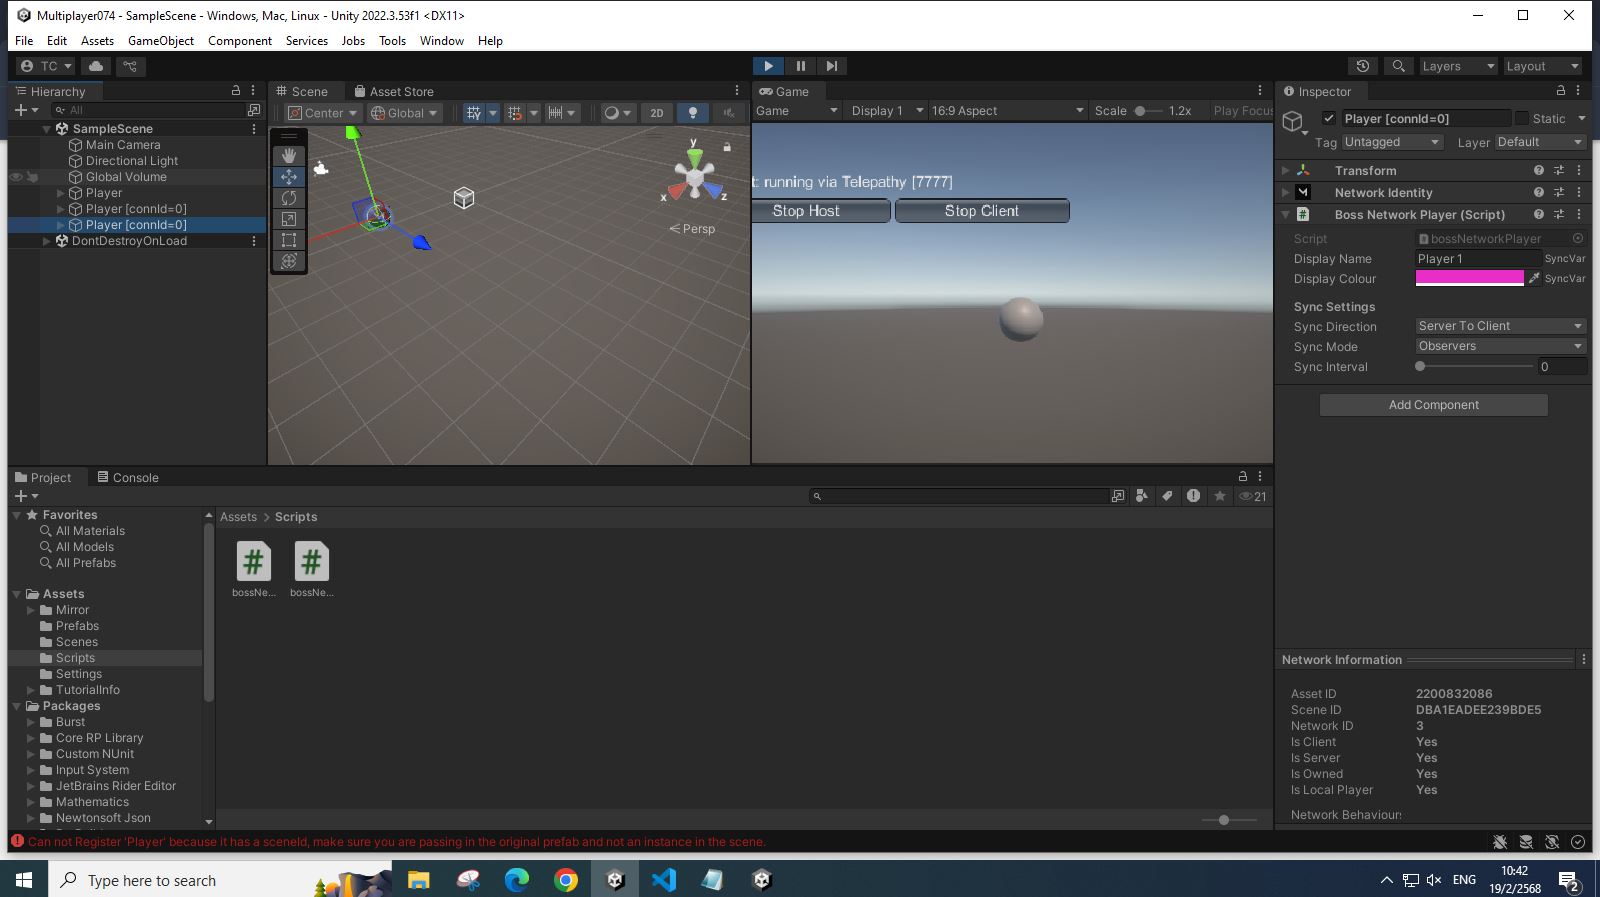 Multiplayer074 - SampleScene - Windows, Mac, Linux - Unity 2022.3.53f1 <DX11>
File Edit Assets GameObject Component Services Jobs Tools Window Help
TC
Layers
Layout
Hierarchy
All
SampleScene
Main Camera
Directional Light
Global Volume
Player
Player [connId=0]
Player [connId=0]
DontDestroyOnLoad
Scene
Asset Store
Center
Global
2D
y
x
z
Persp
Game
Game
Display 1
16:9 Aspect
Scale
1.2x
Play Focus
t: running via Telepathy [7777]
Stop Host
Stop Client
Inspector
Player [connId=0]
Static
Tag Untagged
Layer Default
Transform
Network Identity
Boss Network Player (Script)
Script bossNetworkPlayer
Display Name Player 1 SyncVar
Display Colour SyncVar
Sync Settings
Sync Direction Server To Client
Sync Mode Observers
Sync Interval 0
Add Component
Network Information
Asset ID 2200832086
Scene ID DBA1EADEE239BDE5
Network ID 3
Is Client Yes
Is Server Yes
Is Owned Yes
Is Local Player Yes
Network Behaviours
Project
Console
21
Favorites
All Materials
All Models
All Prefabs
Assets
Mirror
Prefabs
Scenes
Scripts
Settings
TutorialInfo
Packages
Burst
Core RP Library
Custom NUnit
Input System
JetBrains Rider Editor
Mathematics
Newtonsoft Json
Assets > Scripts
bossNe...
bossNe...
Can not Register 'Player' because it has a sceneId, make sure you are passing in the original prefab and not an instance in the scene.
Type here to search
ENG
10:42
19/2/2568
2